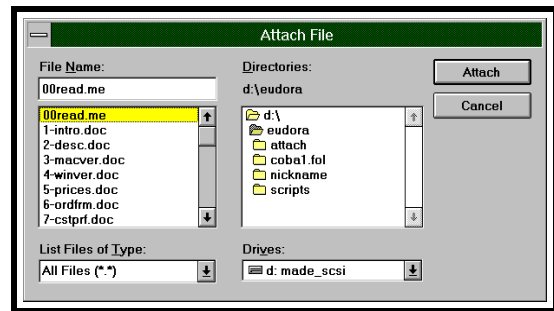 Attach File
File Name:
00read.me
00read.me
1-intro.doc
2-desc.doc
3-macver.doc
4-winver.doc
5-prices.doc
6-ordfrm.doc
7-cstprf.doc
List Files of Type:
All Files (*.*)
Directories:
d:\eudora
d:\
eudora
attach
coba1.fol
nickname
scripts
Drives:
d: made_scsi
Attach
Cancel